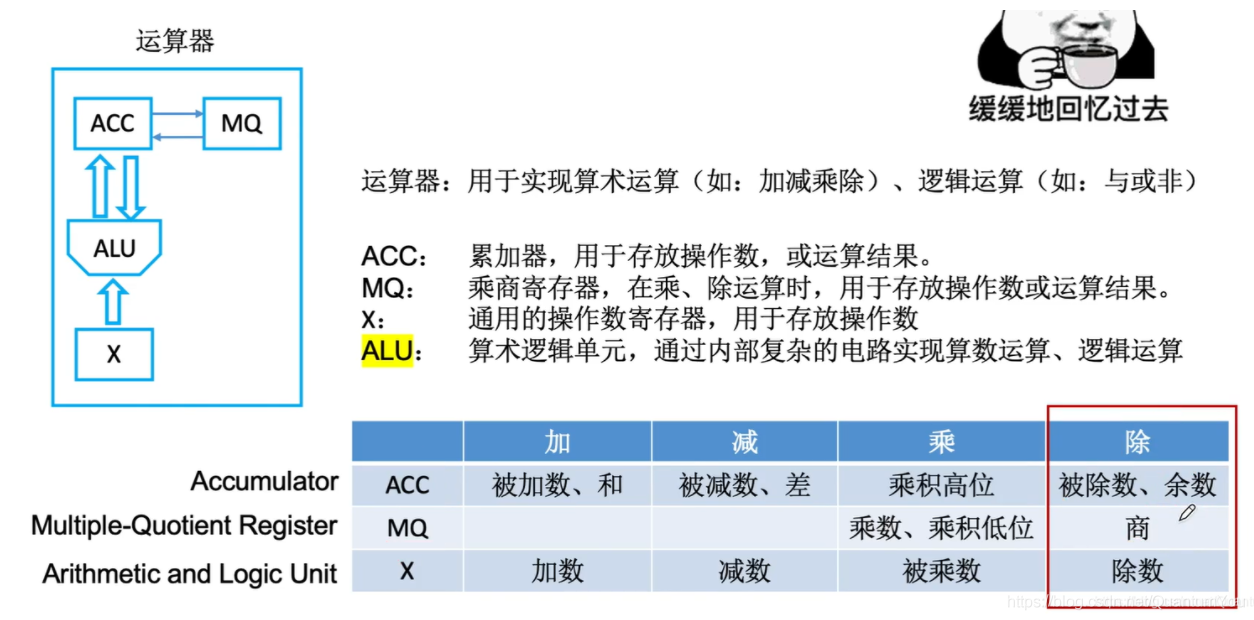 运算器
缓缓地回忆过去
ACC
MQ
ALU
X
运算器：用于实现算术运算（如：加减乘除）、逻辑运算（如：与或非）
ACC： 累加器，用于存放操作数，或运算结果。
MQ： 乘商寄存器，在乘、除运算时，用于存放操作数或运算结果。
X： 通用的操作数寄存器，用于存放操作数
ALU： 算术逻辑单元，通过内部复杂的电路实现算数运算、逻辑运算
加 减 乘 除
Accumulator ACC 被加数、和 被减数、差 乘积高位 被除数、余数
Multiple-Quotient Register MQ 乘数、乘积低位 商
Arithmetic and Logic Unit X 加数 减数 被乘数 除数